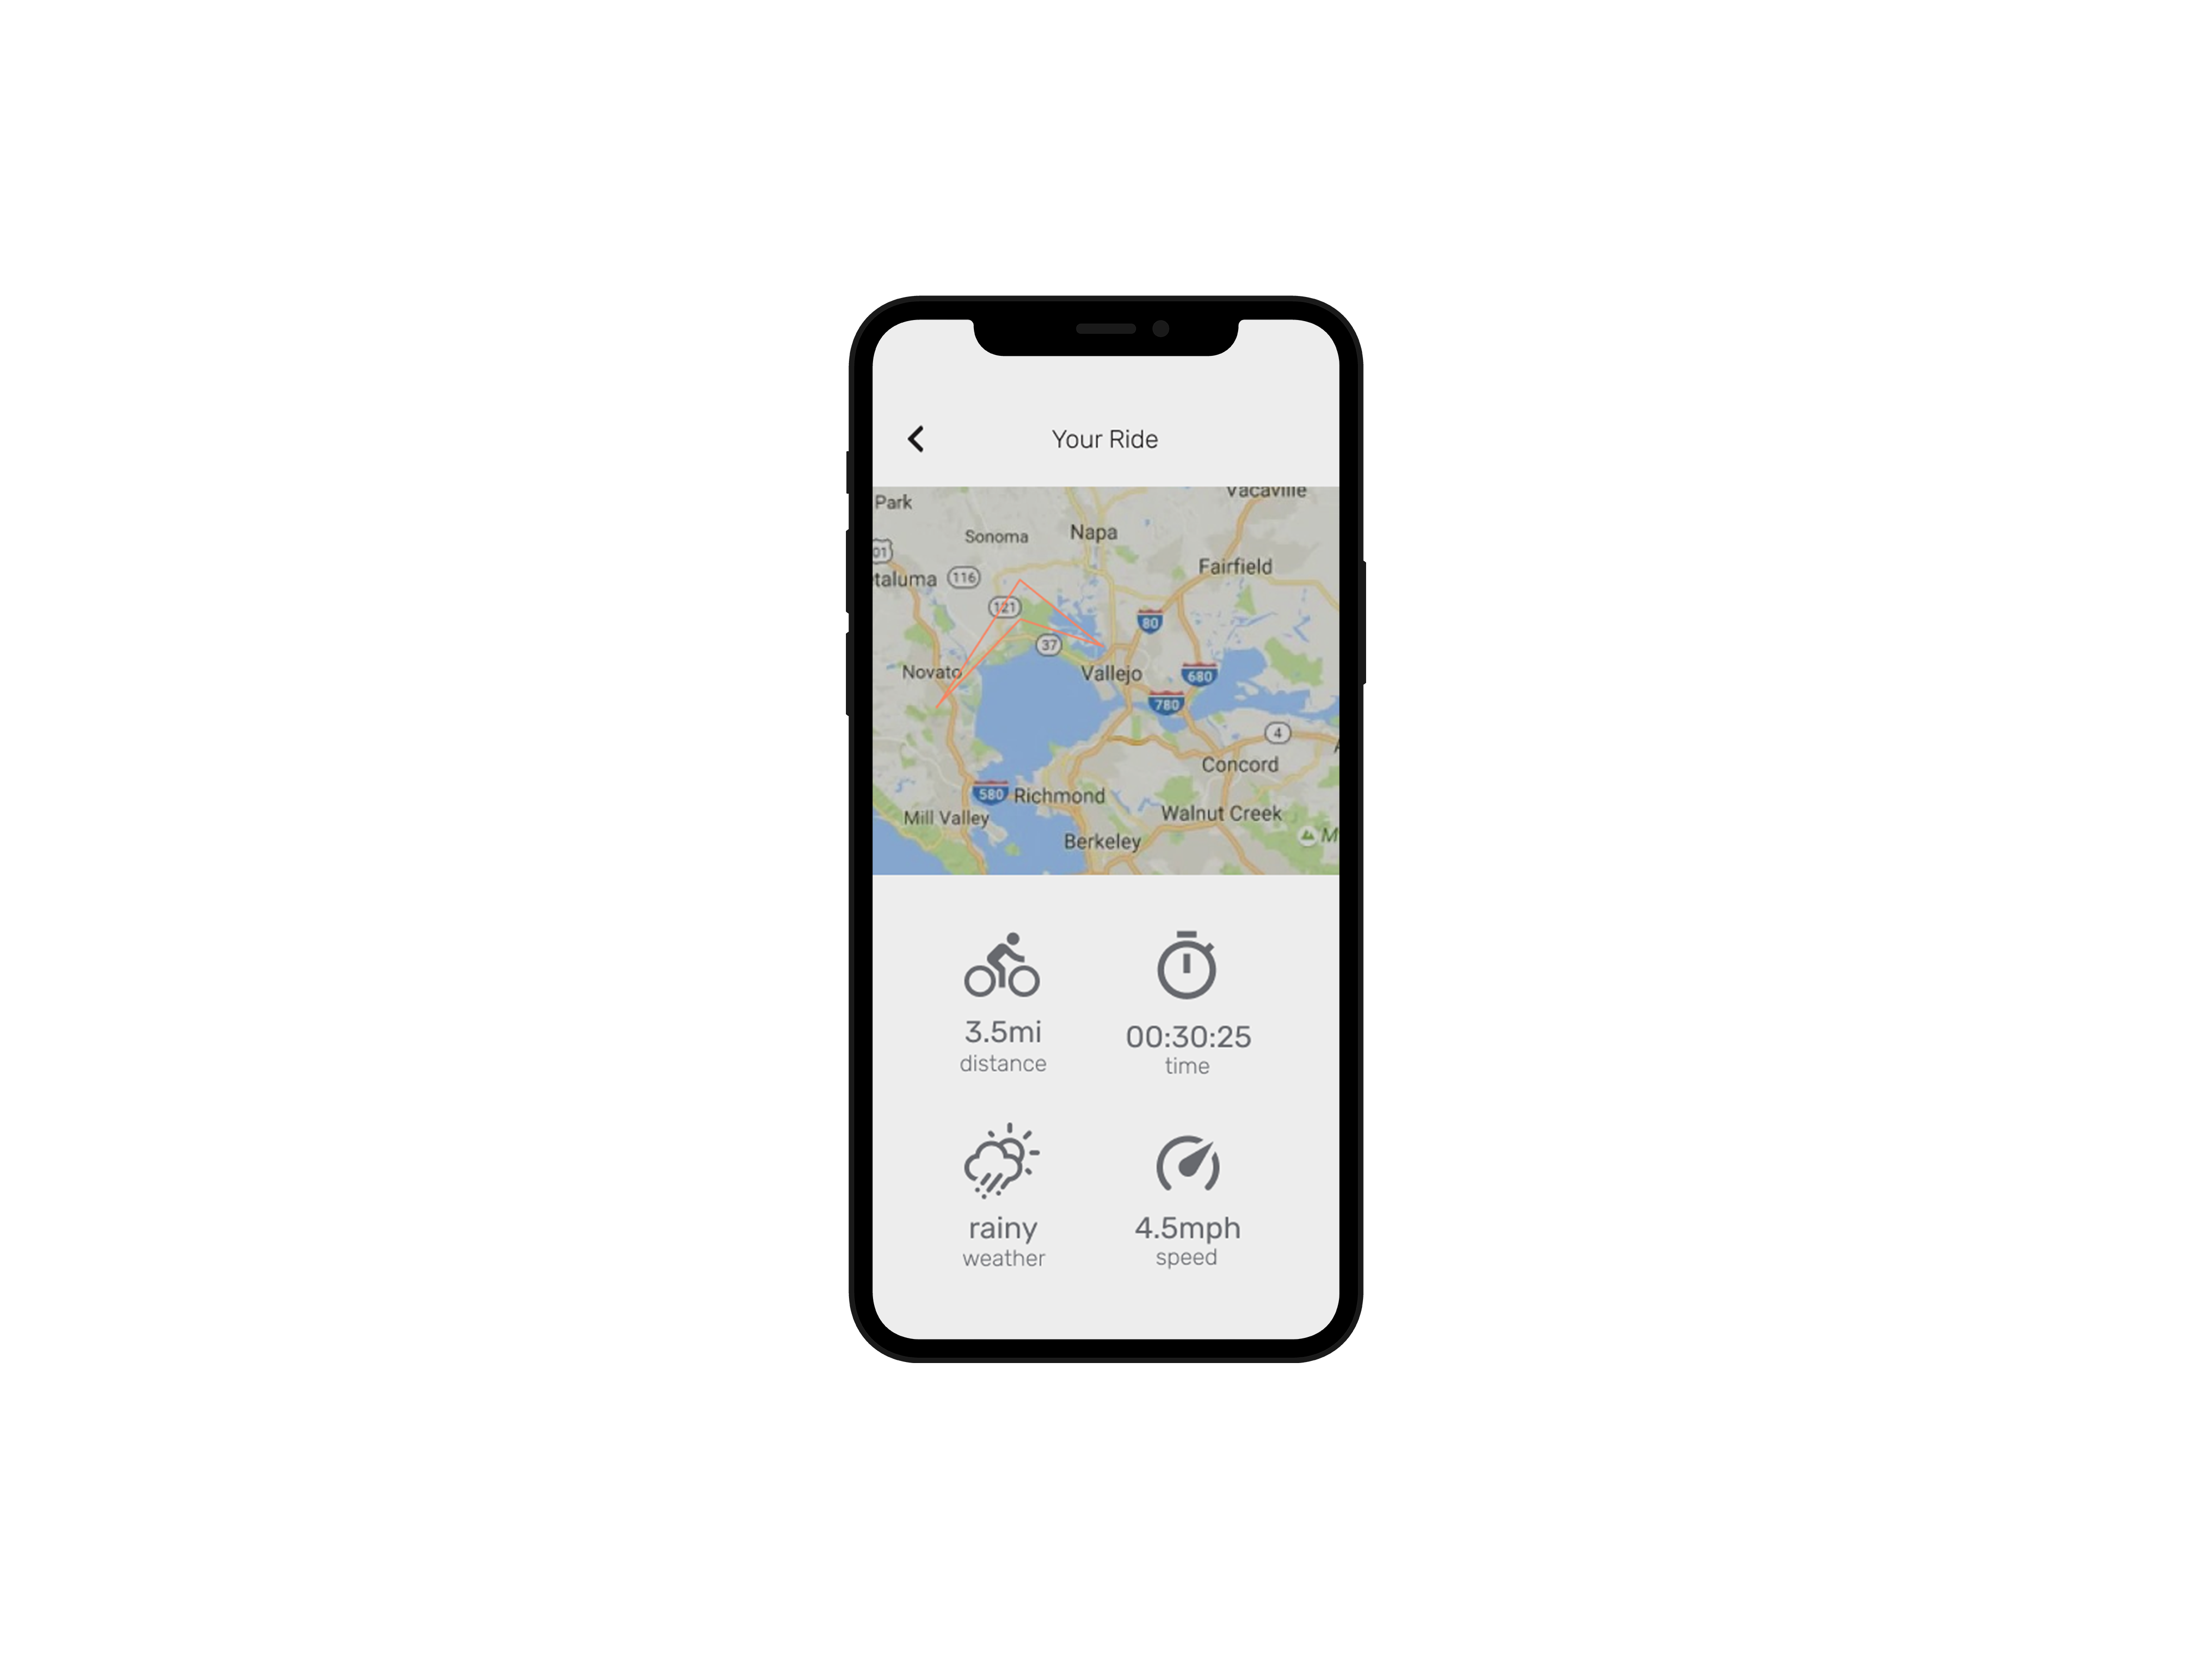 Your Ride
Vacaville
Park
Napa
Sonoma
01
Fairfield
taluma
116
121
80
37
Novato
Vallejo
680
780
4
Concord
580
Richmond
Walnut Creek
Mill Valley
M
Berkeley
3.5mi
distance
00:30:25
time
rainy
weather
4.5mph
speed